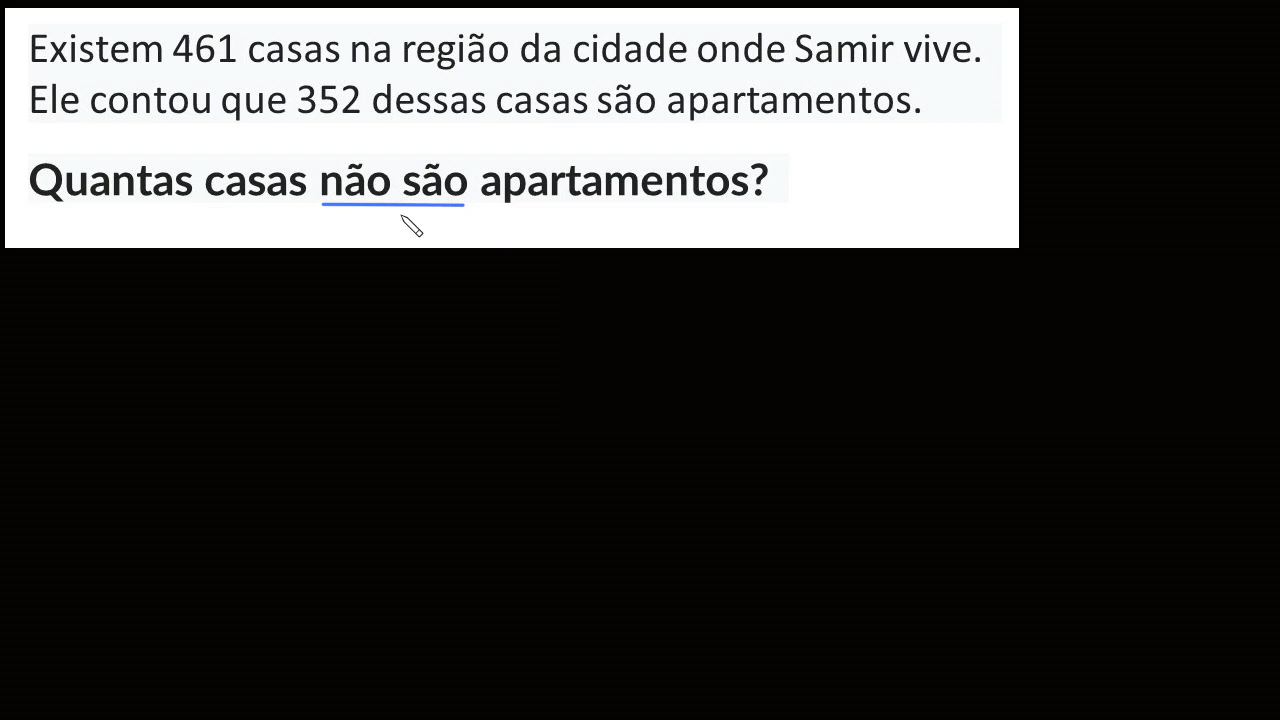 Existem 461 casas na região da cidade onde Samir vive.
Ele contou que 352 dessas casas são apartamentos.
Quantas casas não são apartamentos?